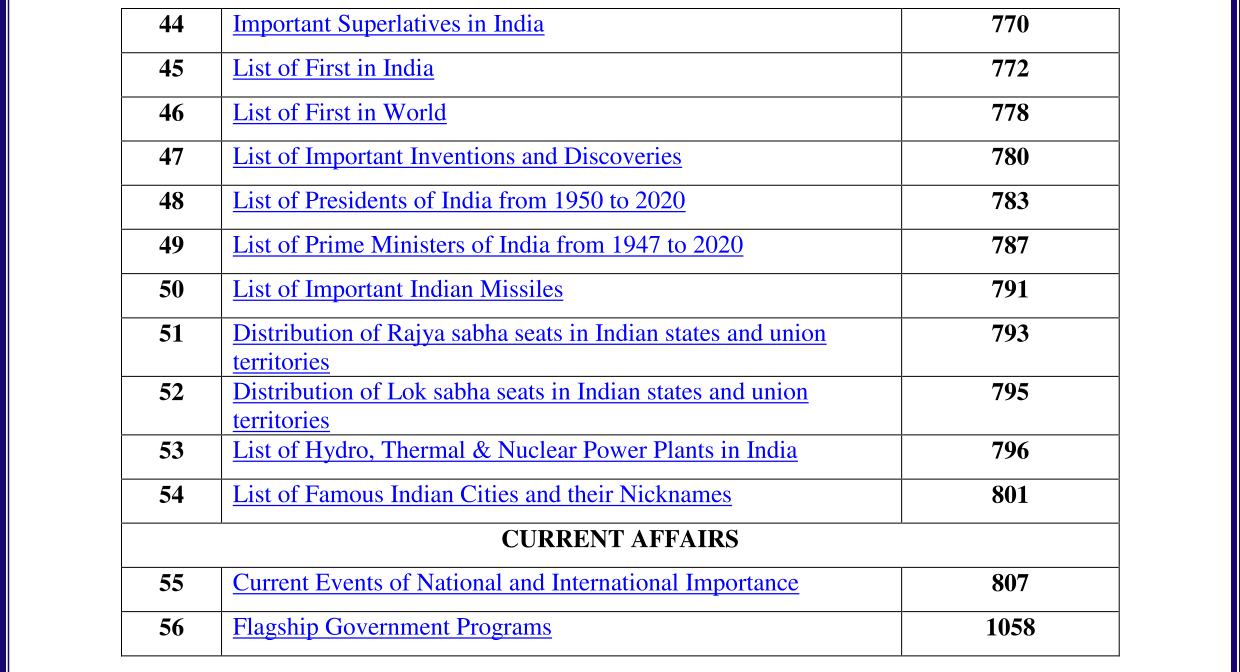 44 Important Superlatives in India 770
45 List of First in India 772
46 List of First in World 778
47 List of Important Inventions and Discoveries 780
48 List of Presidents of India from 1950 to 2020 783
49 List of Prime Ministers of India from 1947 to 2020 787
50 List of Important Indian Missiles 791
51 Distribution of Rajya sabha seats in Indian states and union 793
territories
52 Distribution of Lok sabha seats in Indian states and union 795
territories
53 List of Hydro, Thermal & Nuclear Power Plants in India 796
54 List of Famous Indian Cities and their Nicknames 801
CURRENT AFFAIRS
55 Current Events of National and International Importance 807
56 Flagship Government Programs 1058